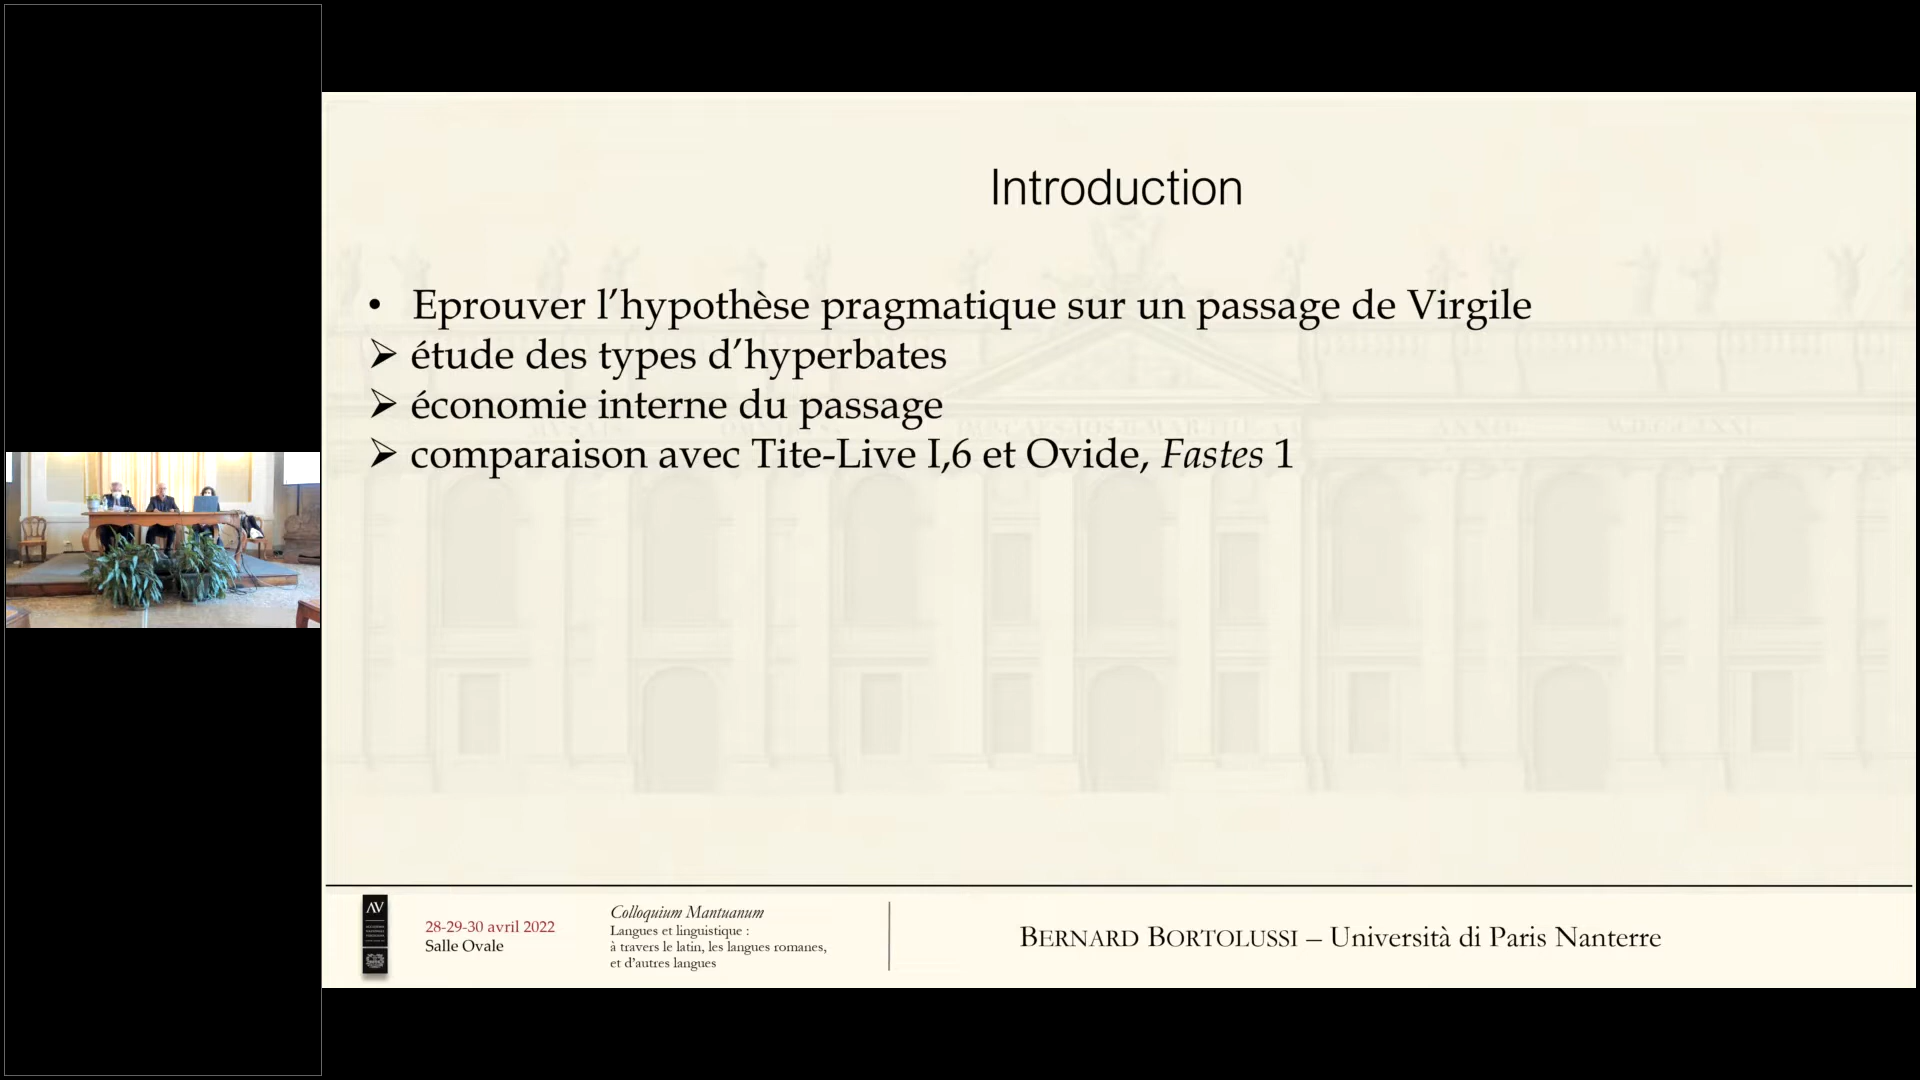 Introduction
• Eprouver l’hypothèse pragmatique sur un passage de Virgile
➢ étude des types d’hyperbates
➢ économie interne du passage
➢ comparaison avec Tite-Live I,6 et Ovide, Fastes 1
AV
28-29-30 avril 2022
Salle Ovale
Colloquium Mantuanum
Langues et linguistique :
à travers le latin, les langues romanes,
et d’autres langues
BERNARD BORTOLUSSI – Università di Paris Nanterre